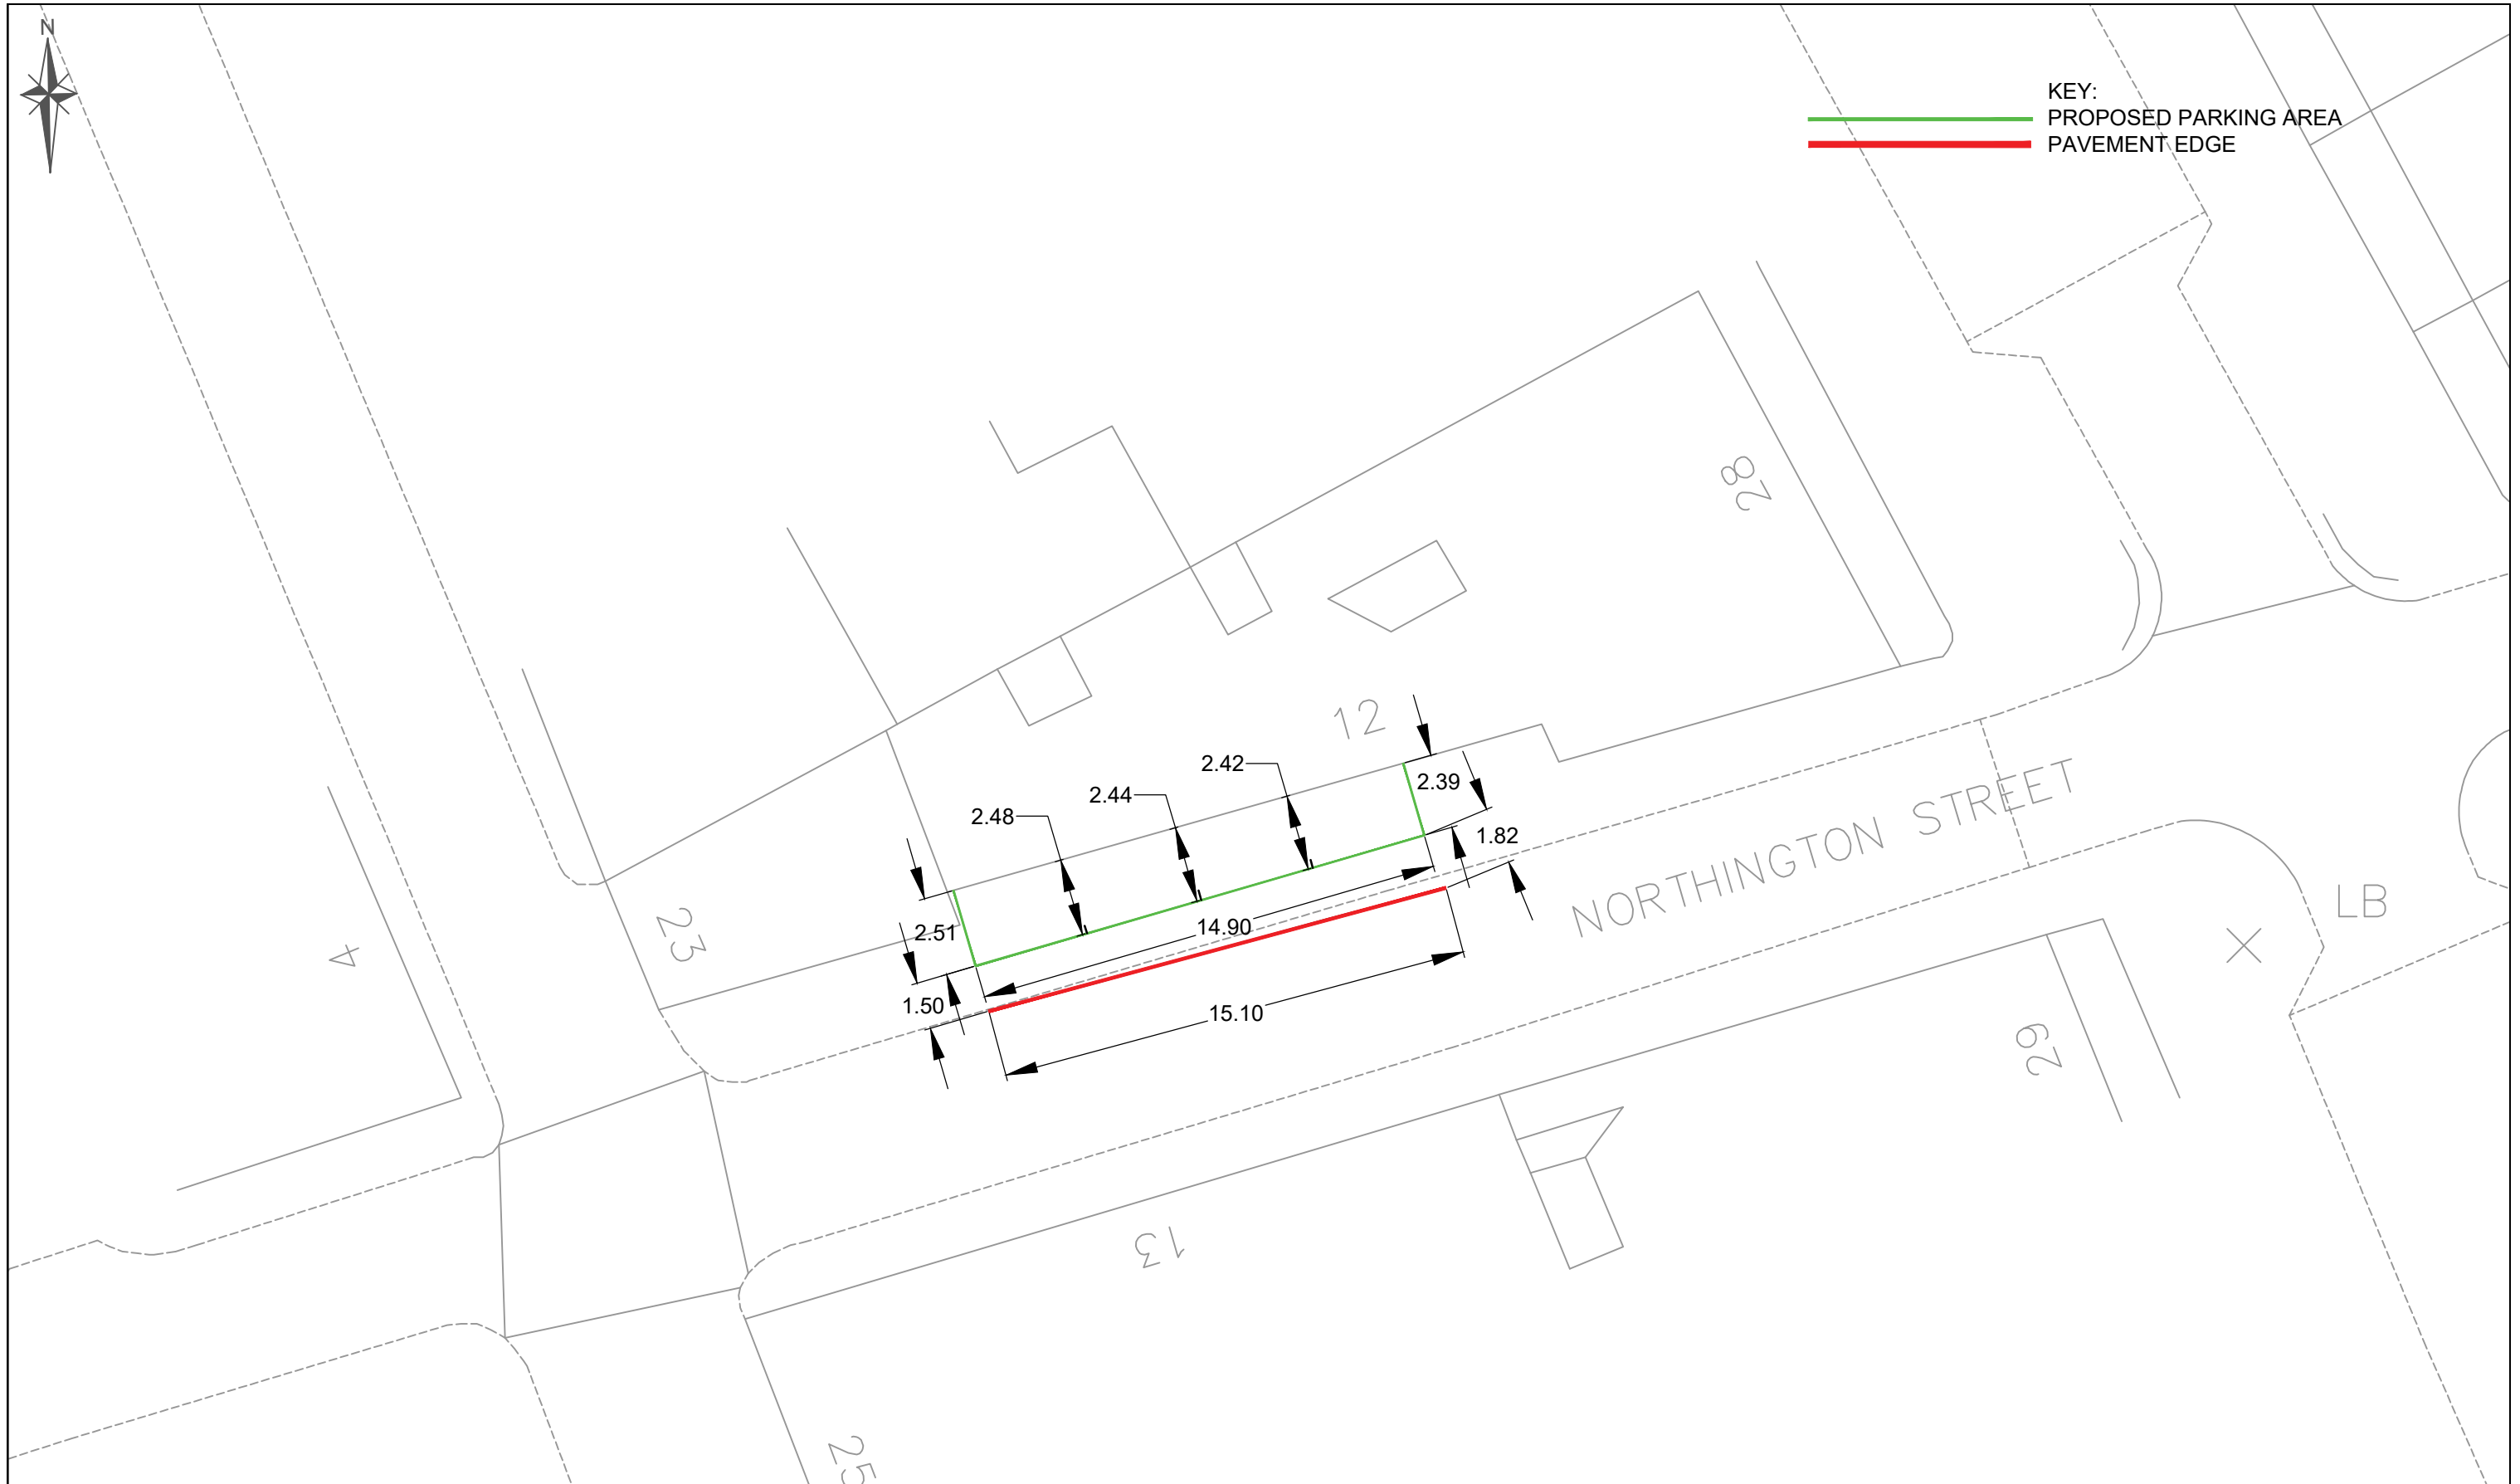 N
KEY:
PROPOSED PARKING AREA
PAVEMENT EDGE
28
12
2.42
2.39
2.44
2.48
1.82
NORTHINGTON STREET
LB
23
2.51
14.90
4
1.50
15.10
29
13
25